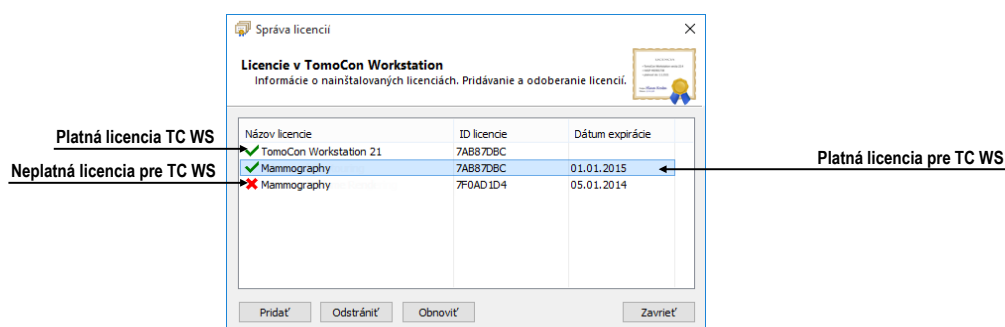 Správa licencií
Licencie v TomoCon Workstation
Informácie o nainštalovaných licenciách. Pridávanie a odoberanie licencií.
Názov licencie ID licencie Dátum expirácie
Platná licencia TC WS
TomoCon Workstation 21 7AB87DBC
Mammography 7AB87DBC 01.01.2015
Platná licencia pre TC WS
Neplatná licencia pre TC WS
Mammography 7F0AD1D4 05.01.2014
Pridať Odstrániť Obnoviť Zavrieť